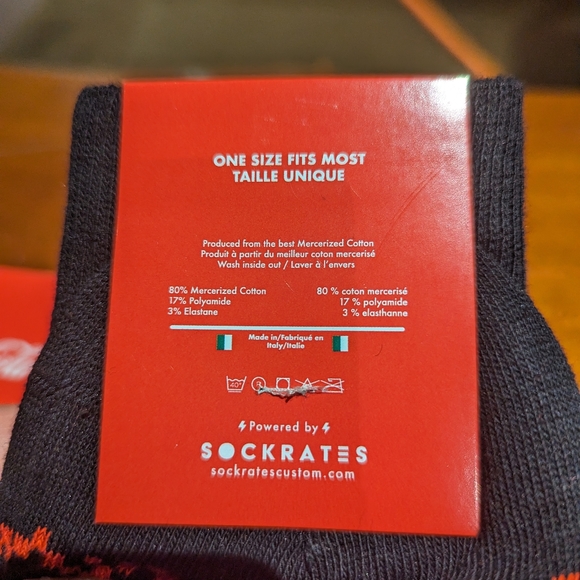 ONE SIZE FITS MOST
TAILLE UNIQUE
Produced from the best Mercerized Cotton
Produit à partir du meilleur coton mercerisé
Wash inside out / Laver à l'envers
80% Mercerized Cotton
17% Polyamide
3% Elastane
80 % coton mercerisé
17 % polyamide
3 % elasthanne
Made in/Fabriqué en
Italy/Italie
40°
Powered by
SOCKRATES
sockratescustom.com